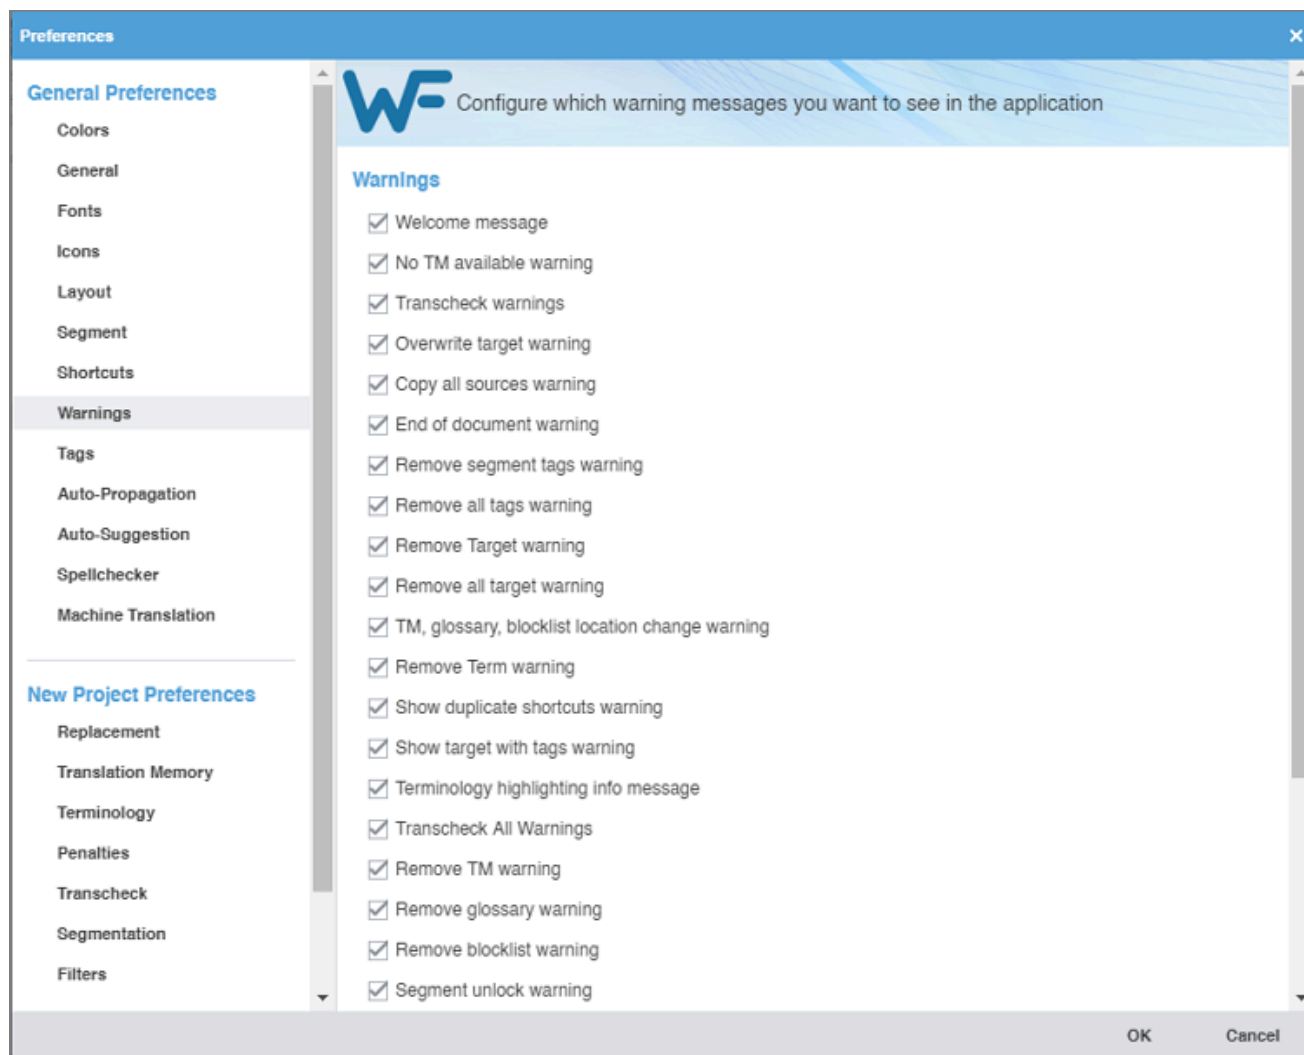 Preferences
General Preferences
Colors
General
Fonts
Icons
Layout
Segment
Shortcuts
Warnings
Tags
Auto-Propagation
Auto-Suggestion
Spellchecker
Machine Translation
New Project Preferences
Replacement
Translation Memory
Terminology
Penalties
Transcheck
Segmentation
Filters
WF
Configure which warning messages you want to see in the application
Warnings
Welcome message
No TM available warning
Transcheck warnings
Overwrite target warning
Copy all sources warning
End of document warning
Remove segment tags warning
Remove all tags warning
Remove Target warning
Remove all target warning
TM, glossary, blocklist location change warning
Remove Term warning
Show duplicate shortcuts warning
Show target with tags warning
Terminology highlighting info message
Transcheck All Warnings
Remove TM warning
Remove glossary warning
Remove blocklist warning
Segment unlock warning
OK Cancel